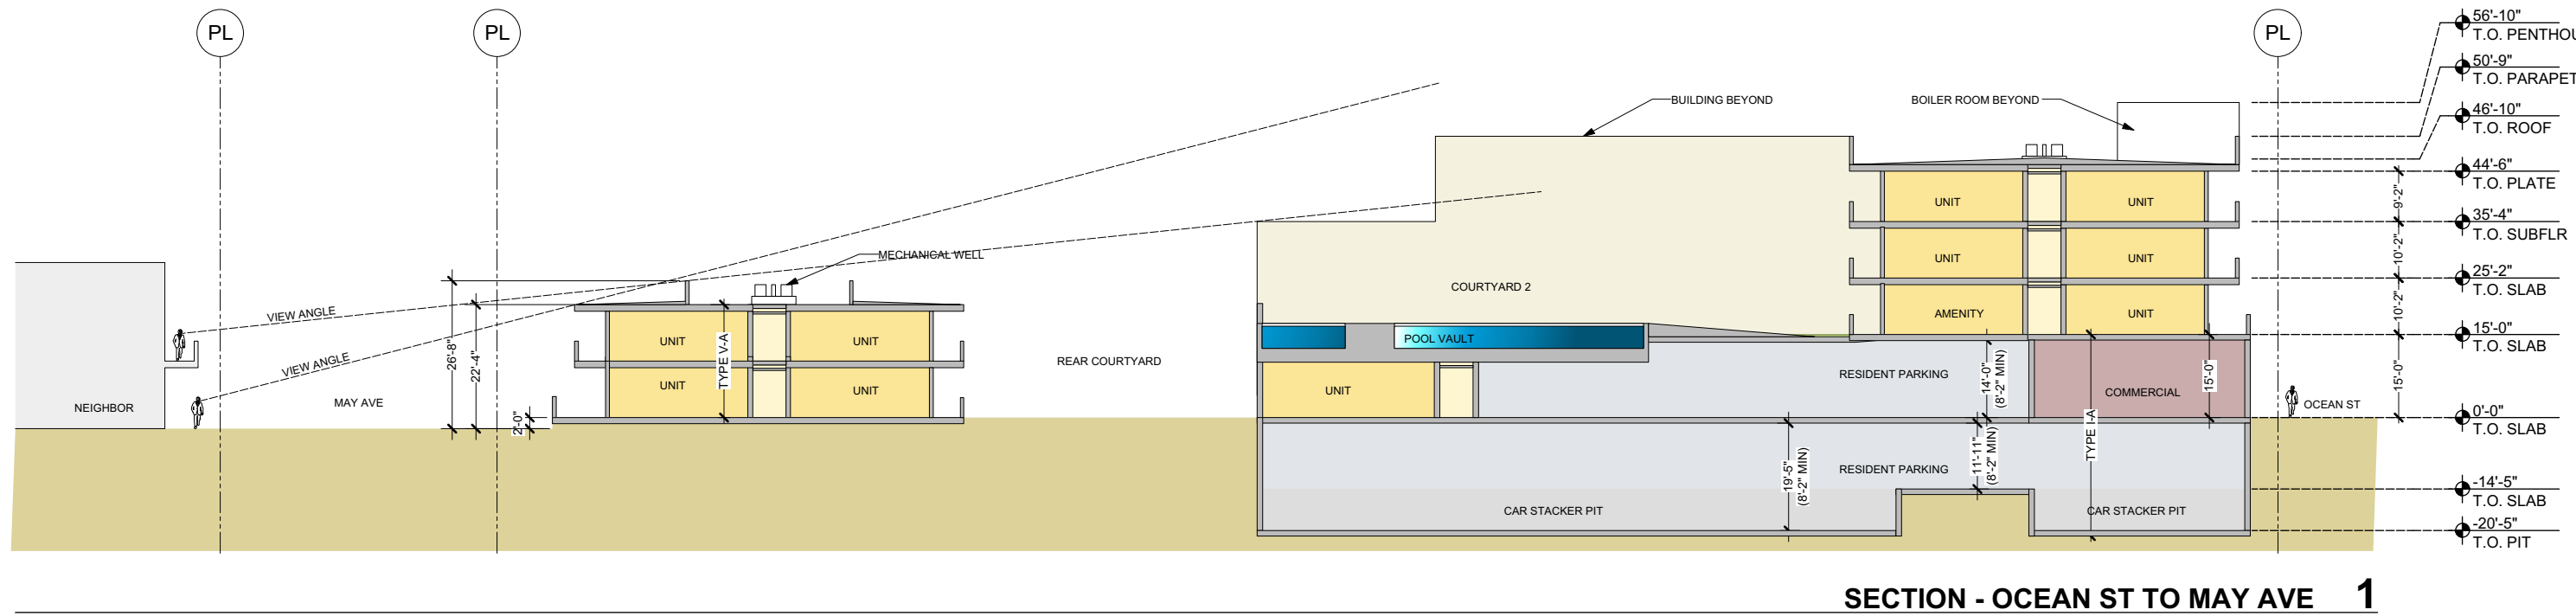 PL
PL
PL
56'-10"
T.O. PENTHOU
50'-9"
T.O. PARAPET
46'-10"
T.O. ROOF
44'-6"
T.O. PLATE
35'-4"
T.O. SUBFLR
25'-2"
T.O. SLAB
15'-0"
T.O. SLAB
0'-0"
T.O. SLAB
-14'-5"
T.O. SLAB
-20'-5"
T.O. PIT
9'-2"
10'-2"
10'-2"
15'-0"
BUILDING BEYOND
BOILER ROOM BEYOND
MECHANICAL WELL
VIEW ANGLE
VIEW ANGLE
NEIGHBOR
MAY AVE
26'-8"
22'-4"
2'-0"
UNIT
UNIT
UNIT
UNIT
TYPE V-A
REAR COURTYARD
COURTYARD 2
POOL VAULT
UNIT
UNIT
UNIT
UNIT
UNIT
AMENITY
UNIT
RESIDENT PARKING
14'-0"
(8'-2" MIN)
COMMERCIAL
15'-0"
OCEAN ST
TYPE I-A
RESIDENT PARKING
19'-5"
(8'-2" MIN)
11'-11"
(8'-2" MIN)
CAR STACKER PIT
CAR STACKER PIT
SECTION - OCEAN ST TO MAY AVE 1